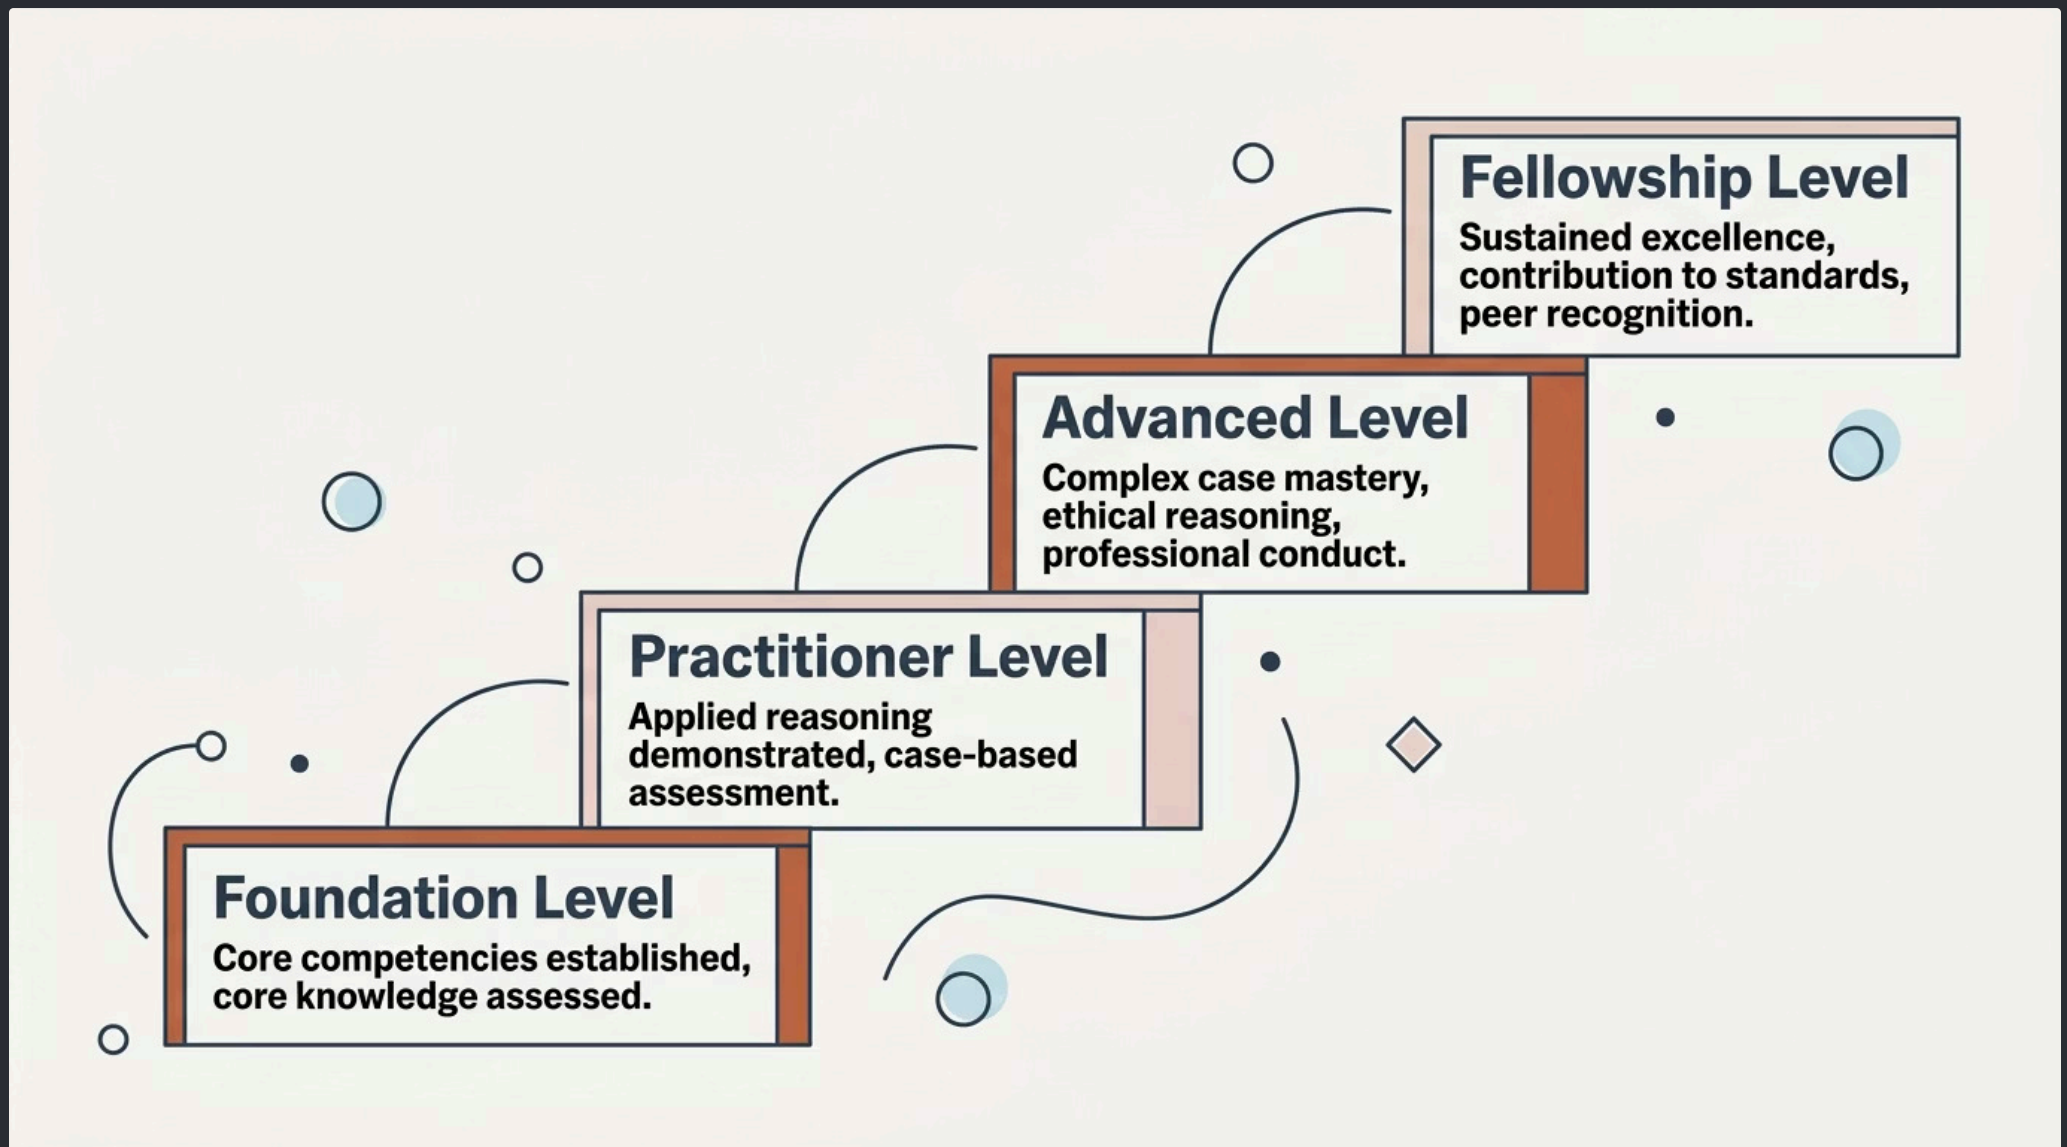 Fellowship Level
Sustained excellence,
contribution to standards,
peer recognition.
Advanced Level
Complex case mastery,
ethical reasoning,
professional conduct.
Practitioner Level
Applied reasoning
demonstrated, case-based
assessment.
Foundation Level
Core competencies established,
core knowledge assessed.